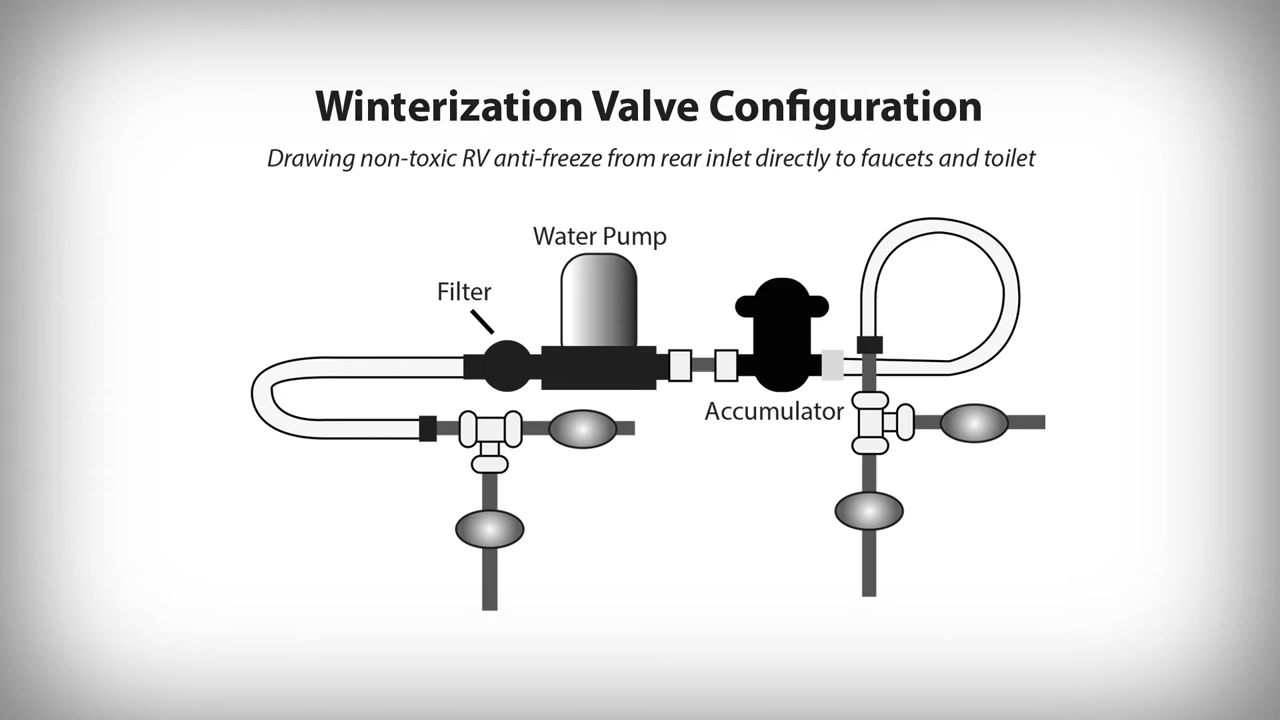 Winterization Valve Configuration
Drawing non-toxic RV anti-freeze from rear inlet directly to faucets and toilet
Water Pump
Filter
Accumulator